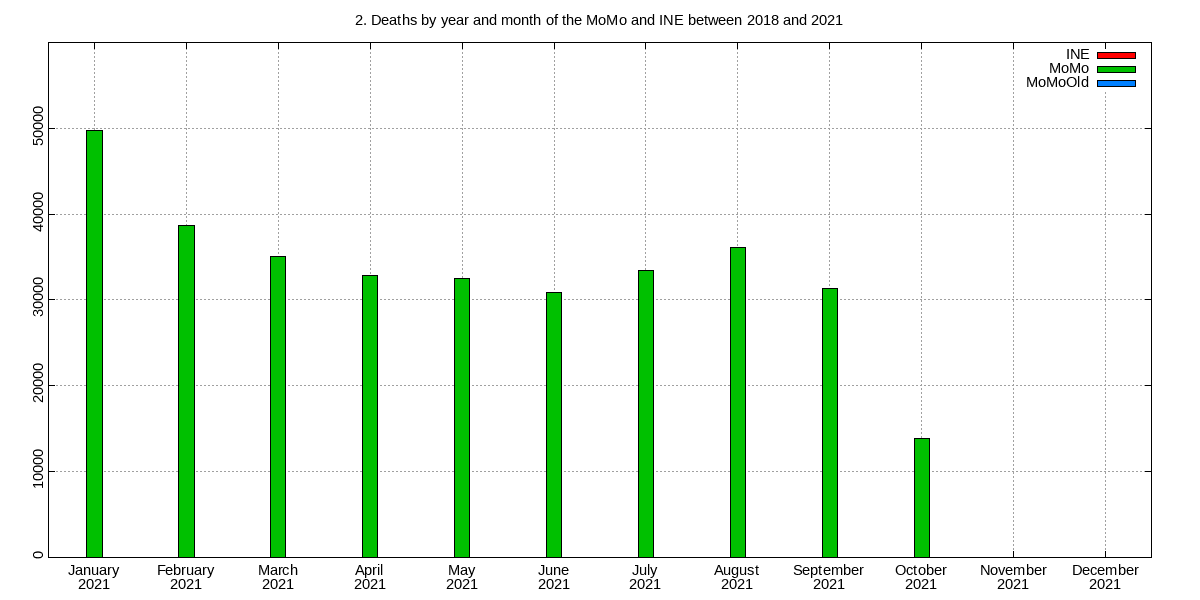 2. Deaths by year and month of the MoMo and INE between 2018 and 2021
INE
MoMo
MoMoOld
50000
40000
30000
20000
10000
0
January February March April May June July August September October November December
2021 2021 2021 2021 2021 2021 2021 2021 2021 2021 2021 2021